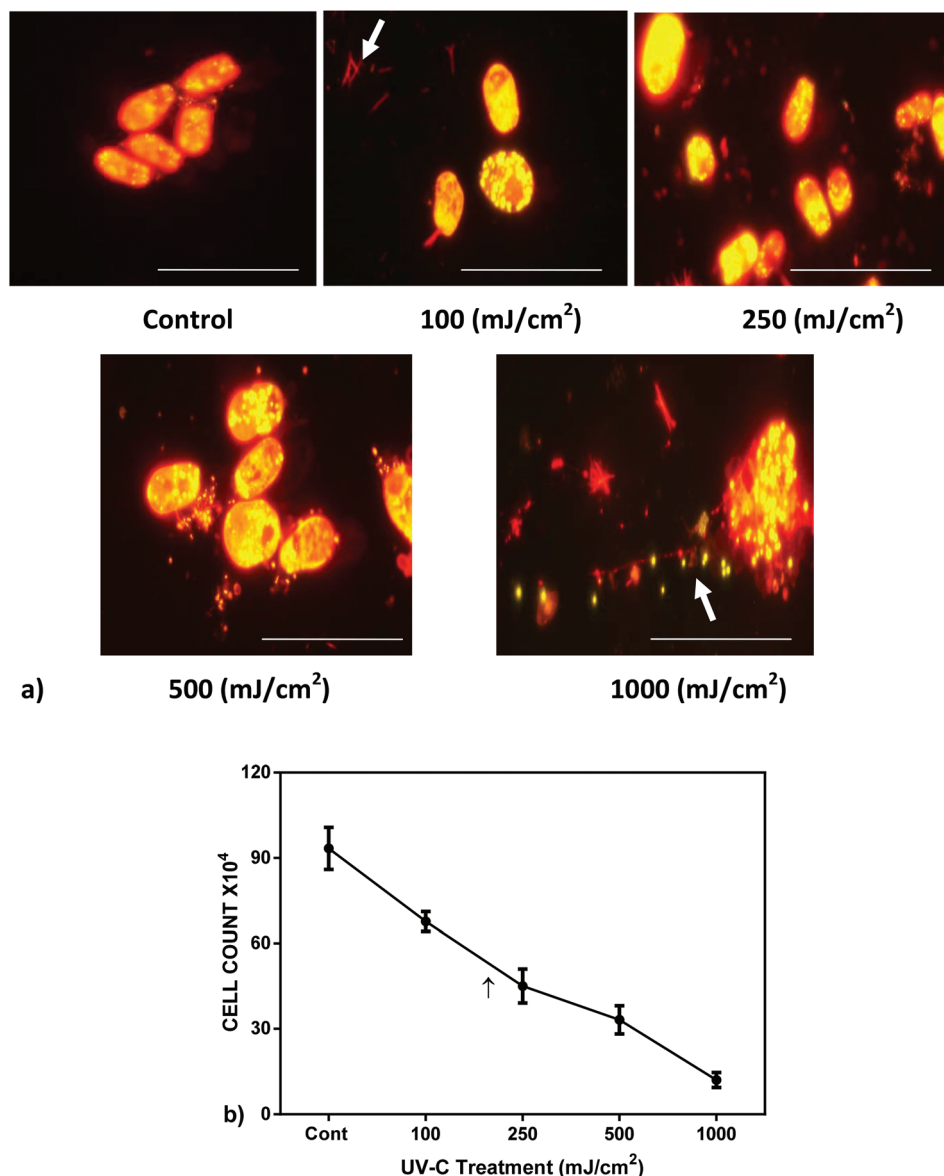 Control
100 (mJ/cm²)
250 (mJ/cm²)
a)
500 (mJ/cm²)
1000 (mJ/cm²)
120
90
60
30
0
CELL COUNT X10⁴
↑
b)
Cont
100
250
500
1000
UV-C Treatment (mJ/cm²)